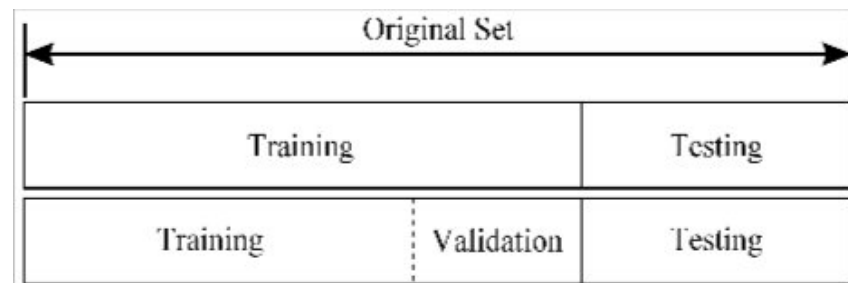 Original Set
Training Testing
Training Validation Testing